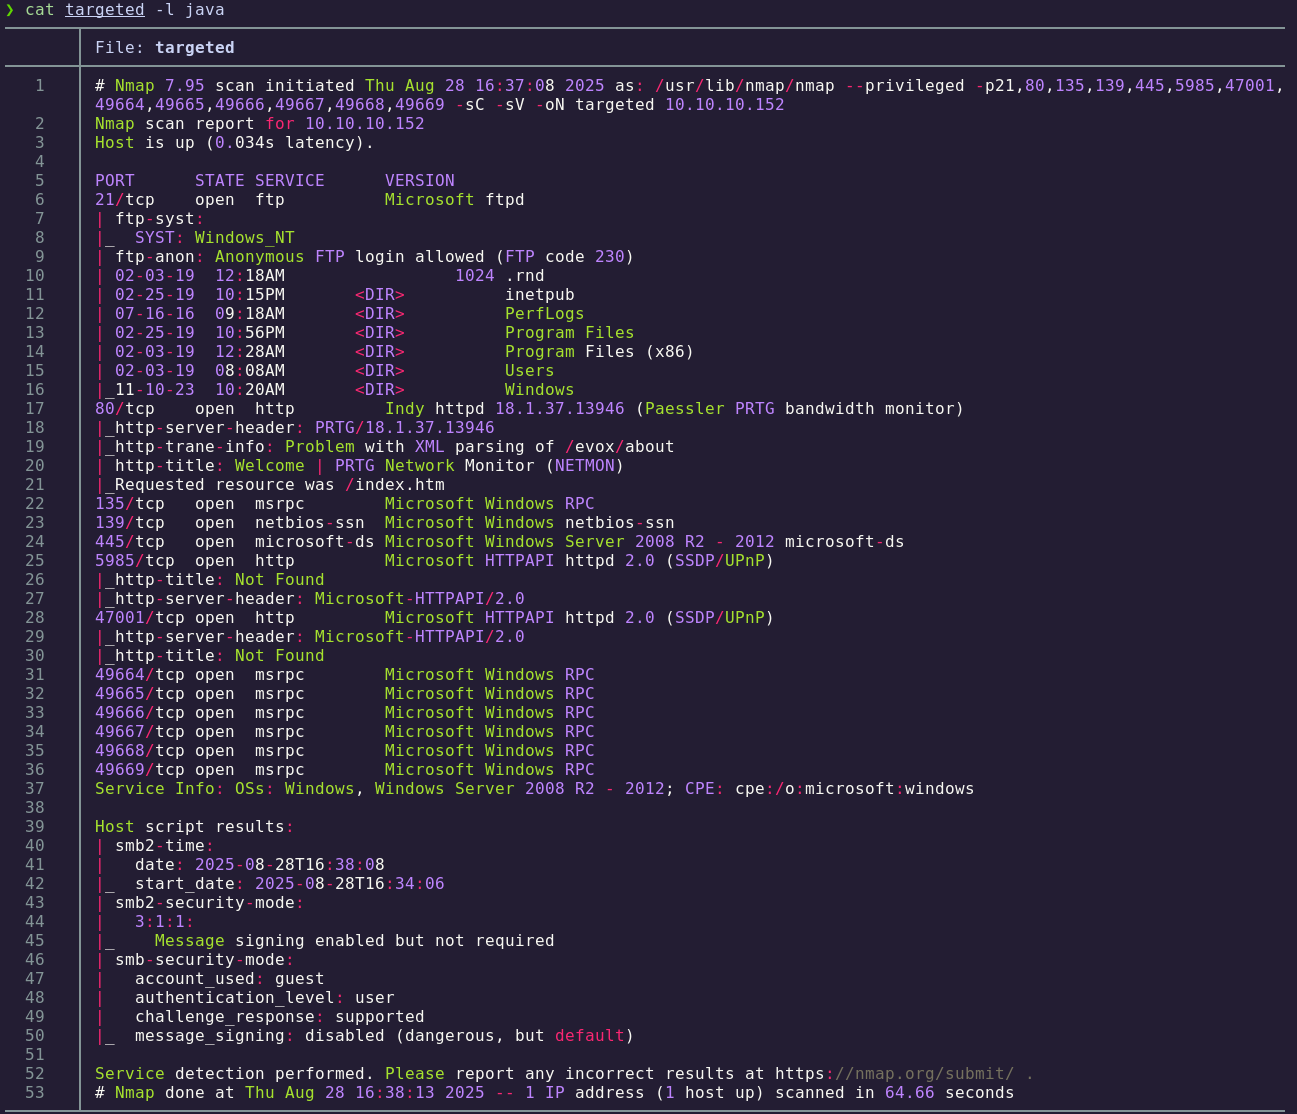 ❯ cat targeted -l java
File: targeted
1 # Nmap 7.95 scan initiated Thu Aug 28 16:37:08 2025 as: /usr/lib/nmap/nmap --privileged -p21,80,135,139,445,5985,47001,
49664,49665,49666,49667,49668,49669 -sC -sV -oN targeted 10.10.10.152
2 Nmap scan report for 10.10.10.152
3 Host is up (0.034s latency).
4
5 PORT      STATE SERVICE      VERSION
6 21/tcp    open  ftp          Microsoft ftpd
7 | ftp-syst:
8 |_  SYST: Windows_NT
9 | ftp-anon: Anonymous FTP login allowed (FTP code 230)
10 | 02-03-19  12:18AM                 1024 .rnd
11 | 02-25-19  10:15PM       <DIR>          inetpub
12 | 07-16-16  09:18AM       <DIR>          PerfLogs
13 | 02-25-19  10:56PM       <DIR>          Program Files
14 | 02-03-19  12:28AM       <DIR>          Program Files (x86)
15 | 02-03-19  08:08AM       <DIR>          Users
16 |_11-10-23  10:20AM       <DIR>          Windows
17 80/tcp    open  http         Indy httpd 18.1.37.13946 (Paessler PRTG bandwidth monitor)
18 |_http-server-header: PRTG/18.1.37.13946
19 |_http-trane-info: Problem with XML parsing of /evox/about
20 | http-title: Welcome | PRTG Network Monitor (NETMON)
21 |_Requested resource was /index.htm
22 135/tcp   open  msrpc        Microsoft Windows RPC
23 139/tcp   open  netbios-ssn  Microsoft Windows netbios-ssn
24 445/tcp   open  microsoft-ds Microsoft Windows Server 2008 R2 - 2012 microsoft-ds
25 5985/tcp  open  http         Microsoft HTTPAPI httpd 2.0 (SSDP/UPnP)
26 |_http-title: Not Found
27 |_http-server-header: Microsoft-HTTPAPI/2.0
28 47001/tcp open  http         Microsoft HTTPAPI httpd 2.0 (SSDP/UPnP)
29 |_http-server-header: Microsoft-HTTPAPI/2.0
30 |_http-title: Not Found
31 49664/tcp open  msrpc        Microsoft Windows RPC
32 49665/tcp open  msrpc        Microsoft Windows RPC
33 49666/tcp open  msrpc        Microsoft Windows RPC
34 49667/tcp open  msrpc        Microsoft Windows RPC
35 49668/tcp open  msrpc        Microsoft Windows RPC
36 49669/tcp open  msrpc        Microsoft Windows RPC
37 Service Info: OSs: Windows, Windows Server 2008 R2 - 2012; CPE: cpe:/o:microsoft:windows
38
39 Host script results:
40 | smb2-time:
41 |   date: 2025-08-28T16:38:08
42 |_  start_date: 2025-08-28T16:34:06
43 | smb2-security-mode:
44 |   3:1:1:
45 |_    Message signing enabled but not required
46 | smb-security-mode:
47 |   account_used: guest
48 |   authentication_level: user
49 |   challenge_response: supported
50 |_  message_signing: disabled (dangerous, but default)
51
52 Service detection performed. Please report any incorrect results at https://nmap.org/submit/ .
53 # Nmap done at Thu Aug 28 16:38:13 2025 -- 1 IP address (1 host up) scanned in 64.66 seconds